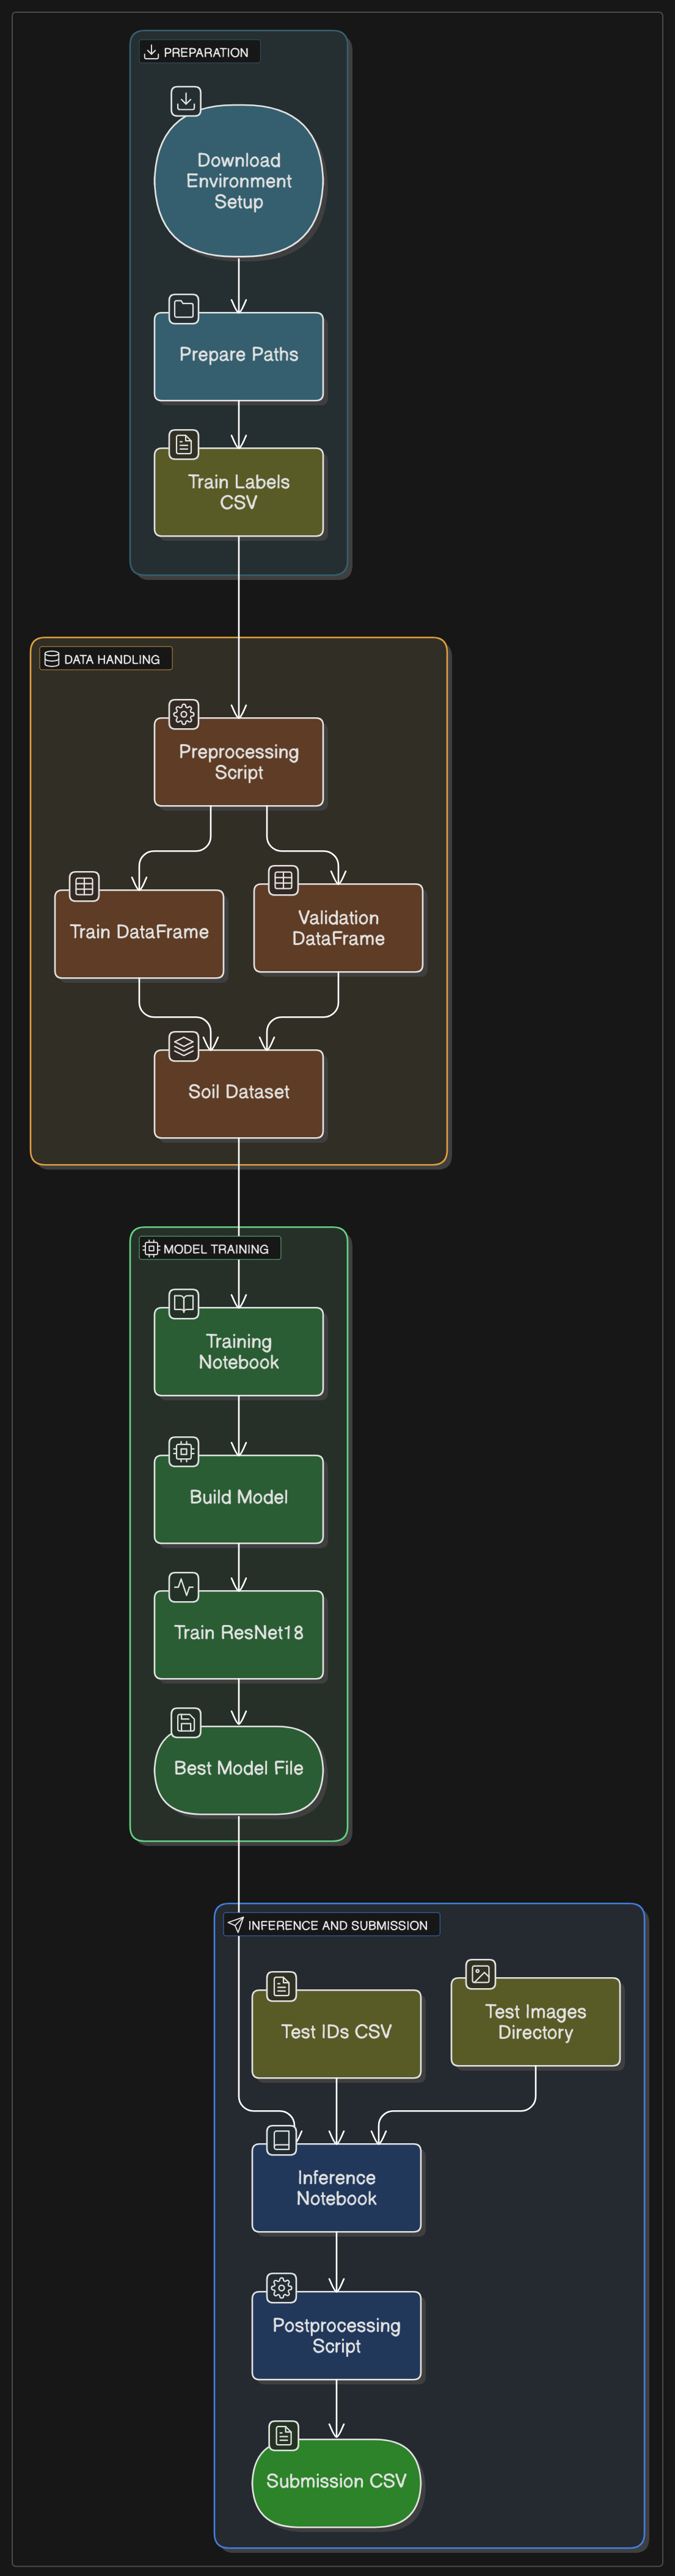 PREPARATION
Download
Environment
Setup
Prepare Paths
Train Labels
CSV
DATA HANDLING
Preprocessing
Script
Train DataFrame
Validation
DataFrame
Soil Dataset
MODEL TRAINING
Training
Notebook
Build Model
Train ResNet18
Best Model File
INFERENCE AND SUBMISSION
Test IDs CSV
Test Images
Directory
Inference
Notebook
Postprocessing
Script
Submission CSV